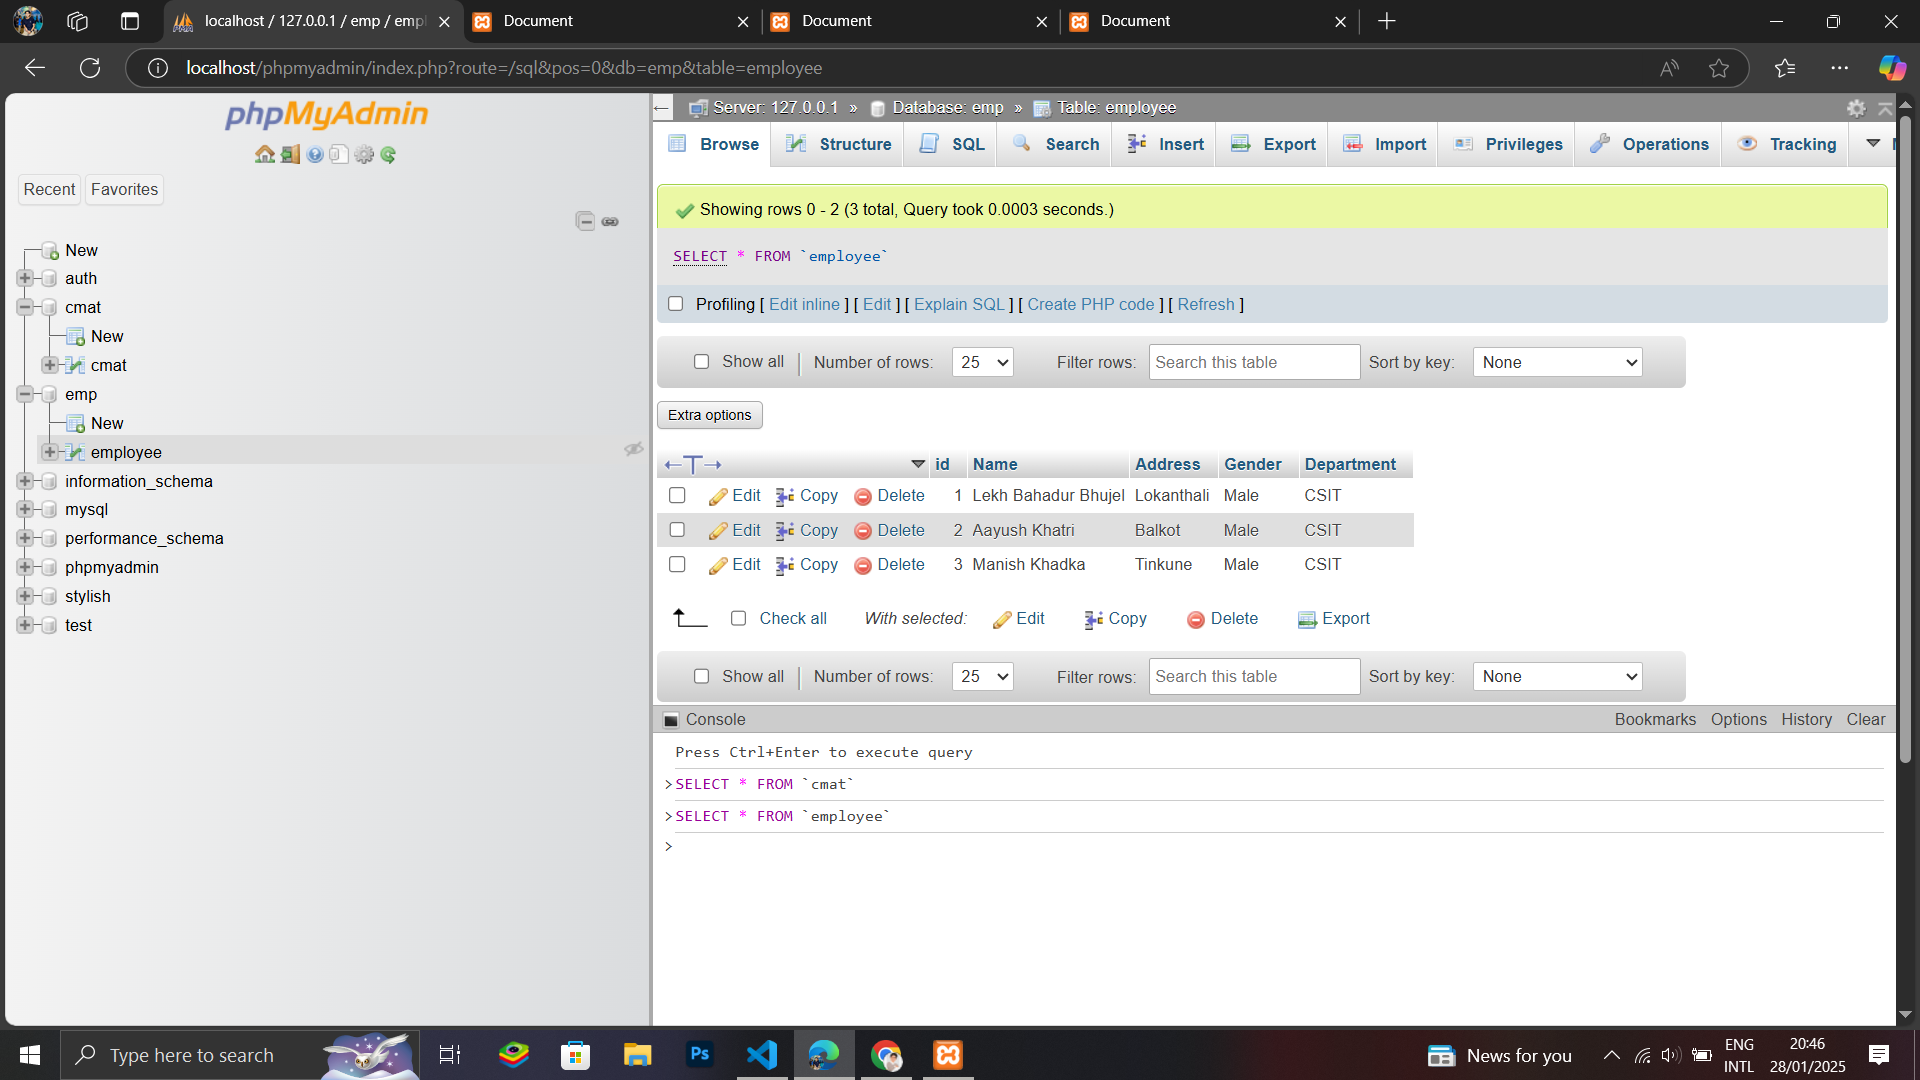 localhost / 127.0.0.1 / emp / empl
Document
Document
Document
localhost/phpmyadmin/index.php?route=/sql&pos=0&db=emp&table=employee
phpMyAdmin
Recent
Favorites
New
auth
cmat
New
cmat
emp
New
employee
information_schema
mysql
performance_schema
phpmyadmin
stylish
test
Server: 127.0.0.1 » Database: emp » Table: employee
Browse Structure SQL Search Insert Export Import Privileges Operations Tracking
Showing rows 0 - 2 (3 total, Query took 0.0003 seconds.)
SELECT * FROM `employee`
Profiling [ Edit inline ] [ Edit ] [ Explain SQL ] [ Create PHP code ] [ Refresh ]
Show all Number of rows: 25 Filter rows: Search this table Sort by key: None
Extra options
←T→ id Name Address Gender Department
Edit Copy Delete 1 Lekh Bahadur Bhujel Lokanthali Male CSIT
Edit Copy Delete 2 Aayush Khatri Balkot Male CSIT
Edit Copy Delete 3 Manish Khadka Tinkune Male CSIT
Check all With selected: Edit Copy Delete Export
Show all Number of rows: 25 Filter rows: Search this table Sort by key: None
Console Bookmarks Options History Clear
Press Ctrl+Enter to execute query
>SELECT * FROM `cmat`
>SELECT * FROM `employee`
>
Type here to search
Ps
News for you
ENG
INTL
20:46
28/01/2025